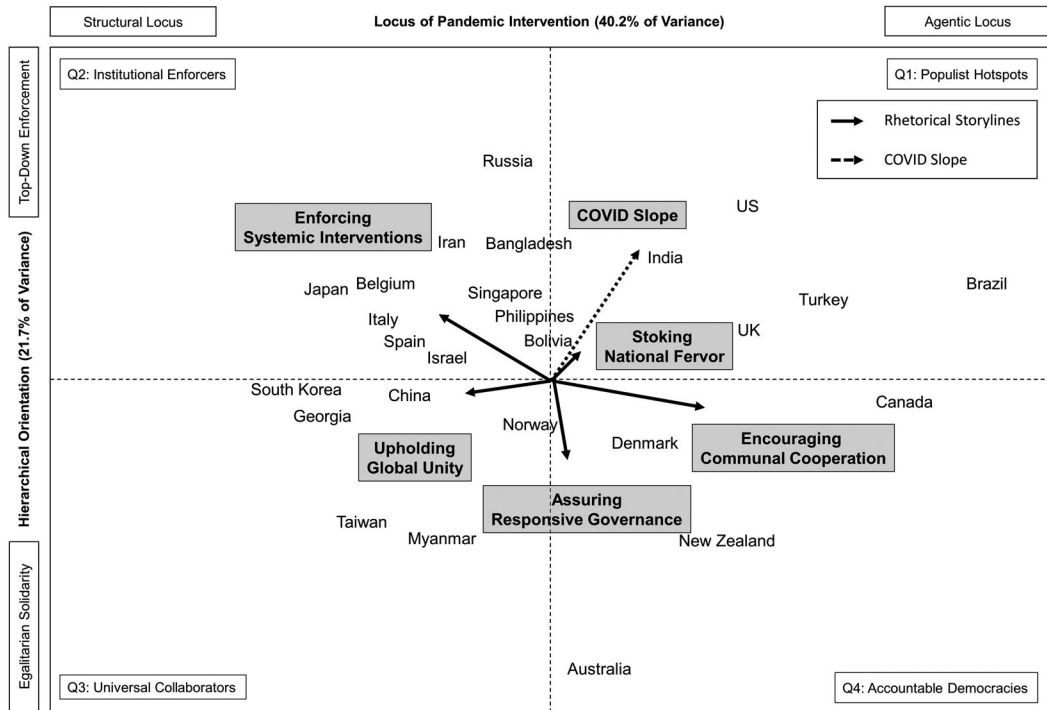 Structural Locus
Locus of Pandemic Intervention (40.2% of Variance)
Agentic Locus
Top-Down Enforcement
Hierarchical Orientation (21.7% of Variance)
Egalitarian Solidarity
Q2: Institutional Enforcers
Q1: Populist Hotspots
Rhetorical Storylines
COVID Slope
Russia
US
Enforcing
Systemic Interventions
COVID Slope
Iran
Bangladesh
India
Japan
Belgium
Singapore
Turkey
Brazil
Italy
Philippines
Spain
Bolivia
Stoking
National Fervor
UK
Israel
South Korea
China
Canada
Georgia
Norway
Denmark
Encouraging
Communal Cooperation
Upholding
Global Unity
Assuring
Responsive Governance
Taiwan
Myanmar
New Zealand
Australia
Q3: Universal Collaborators
Q4: Accountable Democracies